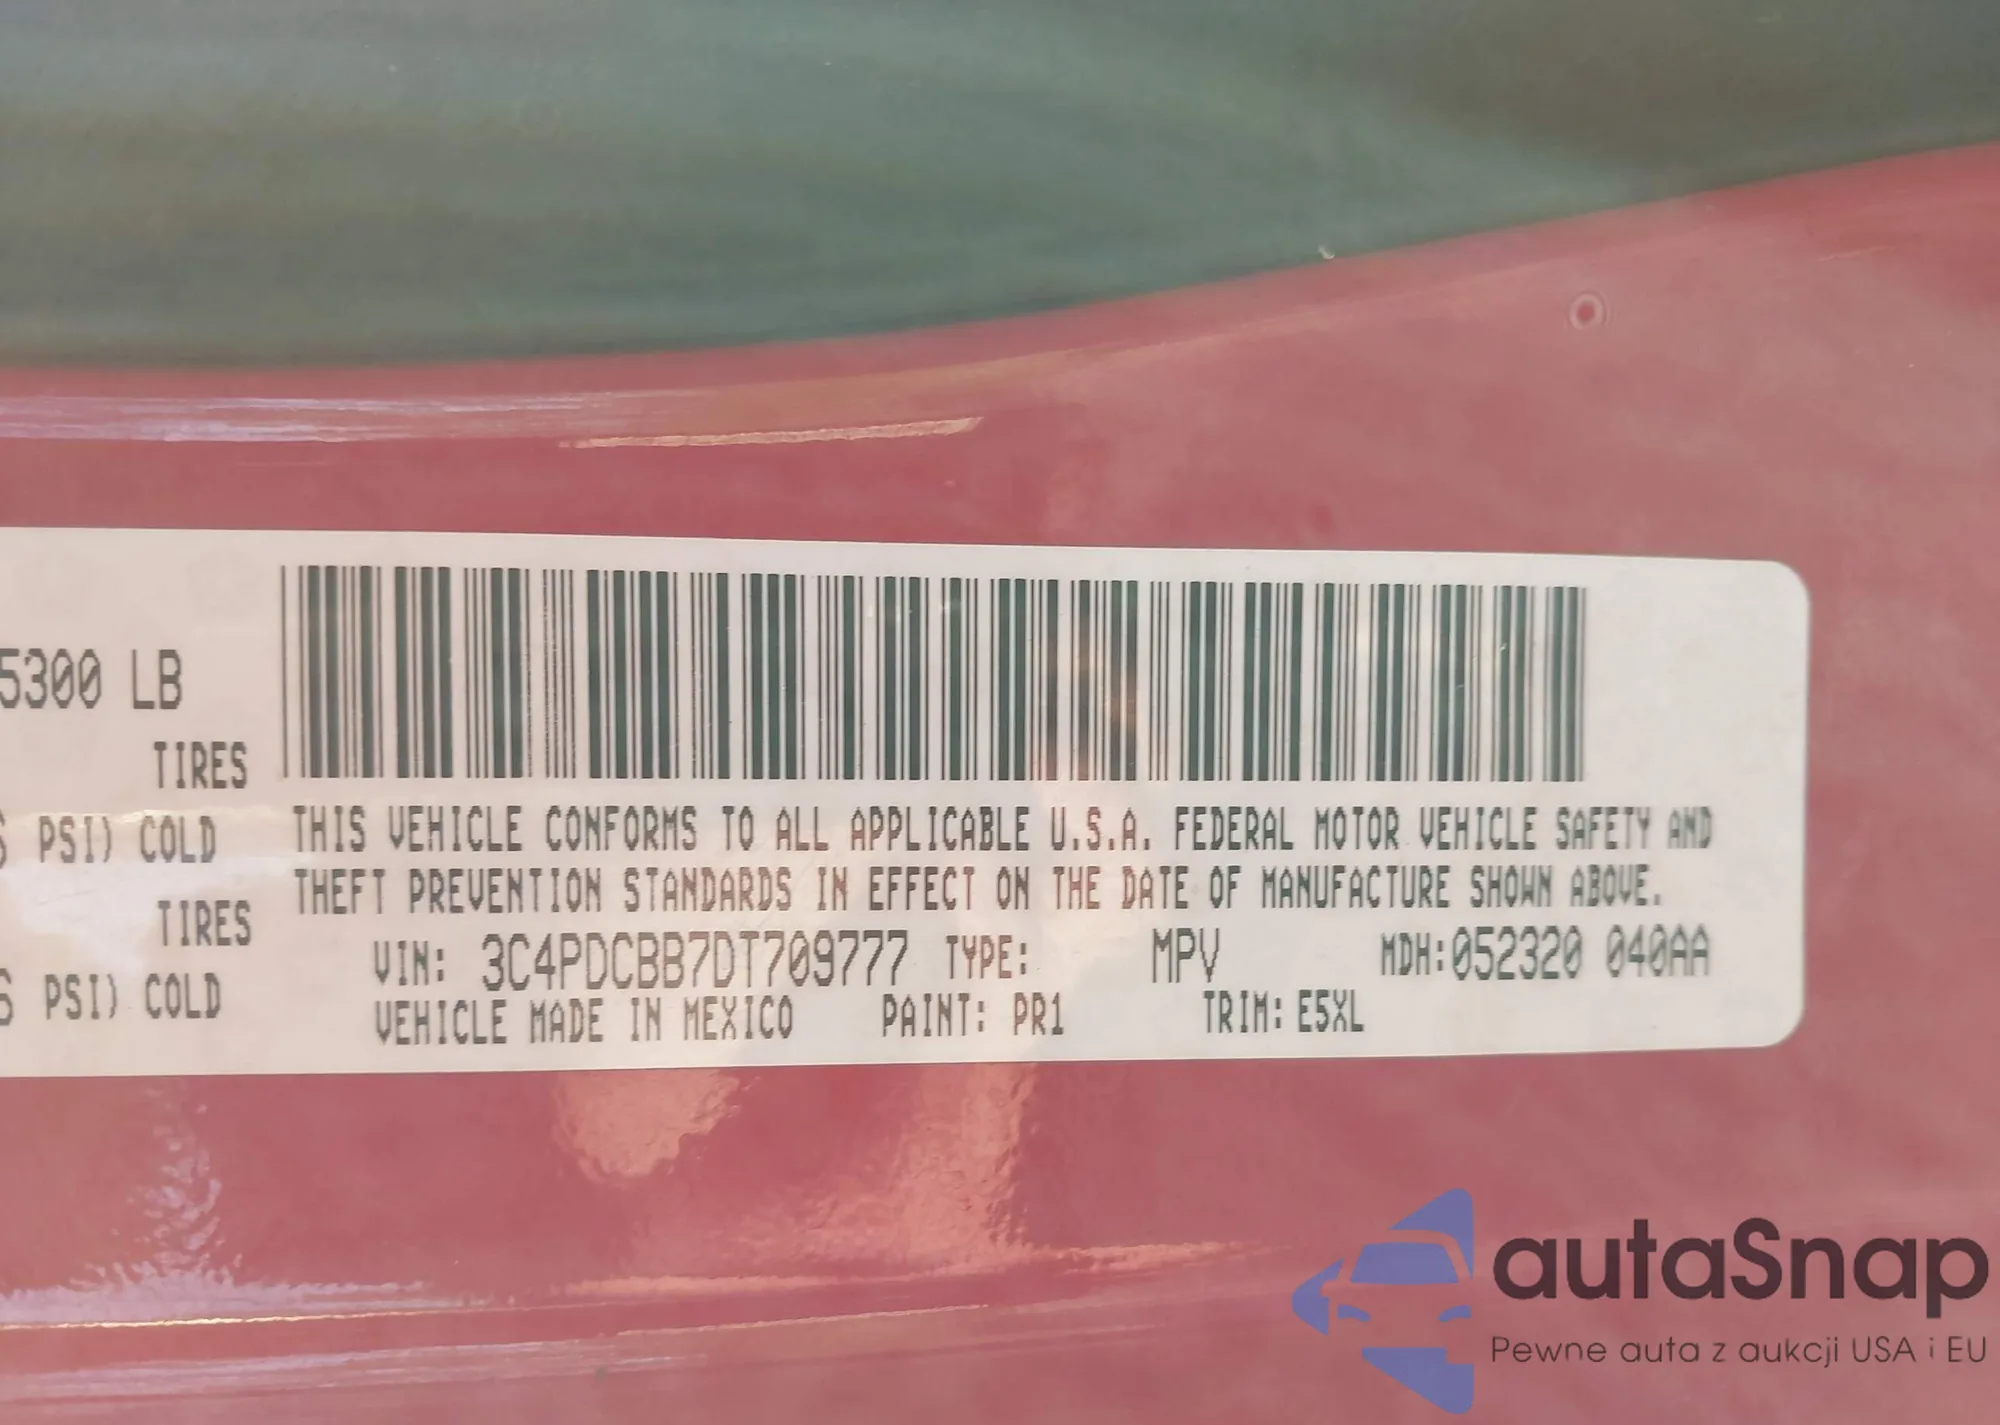 5300 LB
TIRES
PSI) COLD
TIRES
PSI) COLD
THIS VEHICLE CONFORMS TO ALL APPLICABLE U.S.A. FEDERAL MOTOR VEHICLE SAFETY AND
THEFT PREVENTION STANDARDS IN EFFECT ON THE DATE OF MANUFACTURE SHOWN ABOVE.
VIN: 3C4PDCBB7DT709777 TYPE: MPV MDH:052320 040AA
VEHICLE MADE IN MEXICO PAINT: PR1 TRIM: E5XL
autaSnap
Pewne auta z aukcji USA i EU